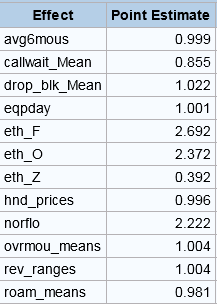 Effect Point Estimate
avg6mous 0.999
callwait_Mean 0.855
drop_blk_Mean 1.022
eqpday 1.001
eth_F 2.692
eth_O 2.372
eth_Z 0.392
hnd_prices 0.996
norflo 2.222
ovrmou_means 1.004
rev_ranges 1.004
roam_means 0.981